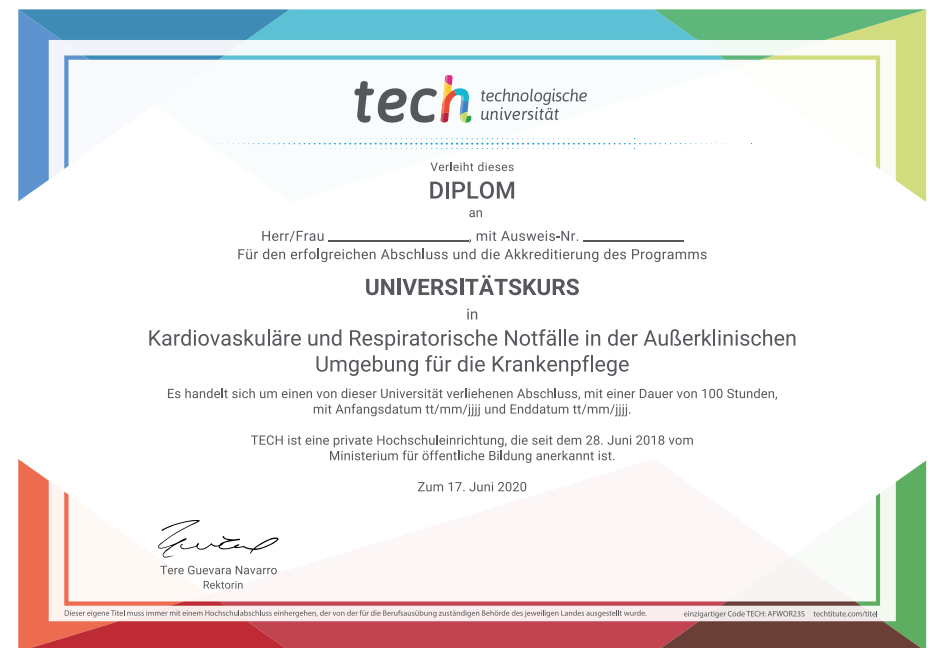 tech technologische
universität
Verleiht dieses
DIPLOM
an
Herr/Frau ____________________, mit Ausweis-Nr. ______________
Für den erfolgreichen Abschluss und die Akkreditierung des Programms
UNIVERSITÄTSKURS
in
Kardiovaskuläre und Respiratorische Notfälle in der Außerklinischen
Umgebung für die Krankenpflege
Es handelt sich um einen von dieser Universität verliehenen Abschluss, mit einer Dauer von 100 Stunden,
mit Anfangsdatum tt/mm/jjjj und Enddatum tt/mm/jjjj.
TECH ist eine private Hochschuleinrichtung, die seit dem 28. Juni 2018 vom
Ministerium für öffentliche Bildung anerkannt ist.
Zum 17. Juni 2020
Tere Guevara Navarro
Rektorin
Dieser eigene Titel muss immer mit einem Hochschulabschluss einhergehen, der von der für die Berufsausübung zuständigen Behörde des jeweiligen Landes ausgestellt wurde. einzigartiger Code TECH: AFWOR23S techtitute.com/titel